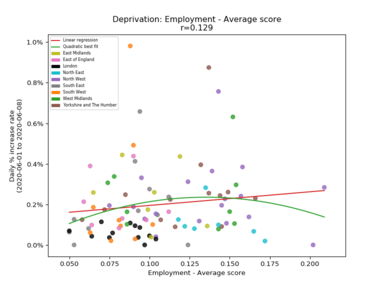 Deprivation: Employment - Average score
r=0.129
Linear regression
Quadratic best fit
East Midlands
East of England
London
North East
North West
South East
South West
West Midlands
Yorkshire and The Humber
Daily % increase rate
(2020-06-01 to 2020-06-08)
1.0%
0.8%
0.6%
0.4%
0.2%
0.0%
0.050
0.075
0.100
0.125
0.150
0.175
0.200
Employment - Average score